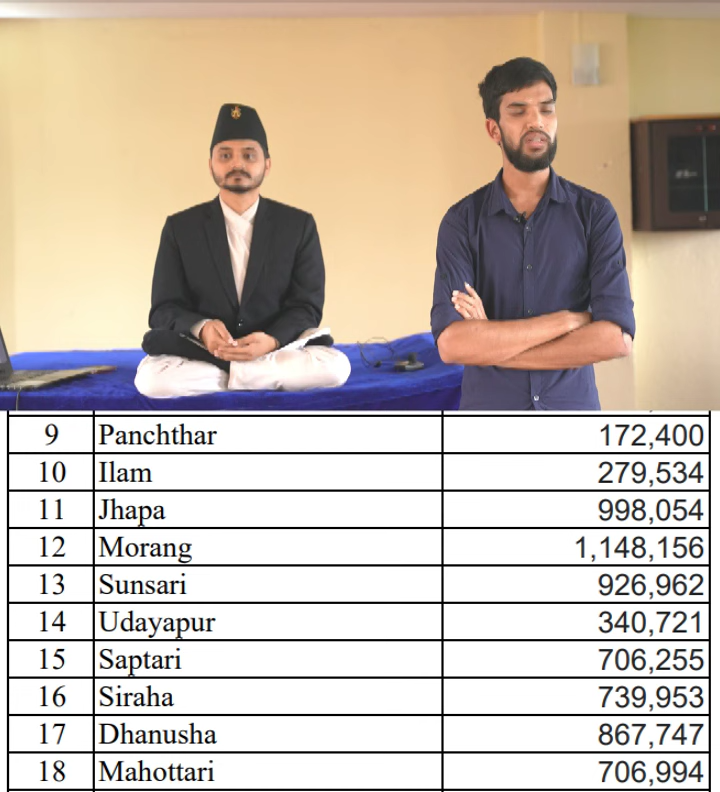 9 Panchthar 172,400
10 Ilam 279,534
11 Jhapa 998,054
12 Morang 1,148,156
13 Sunsari 926,962
14 Udayapur 340,721
15 Saptari 706,255
16 Siraha 739,953
17 Dhanusha 867,747
18 Mahottari 706,994